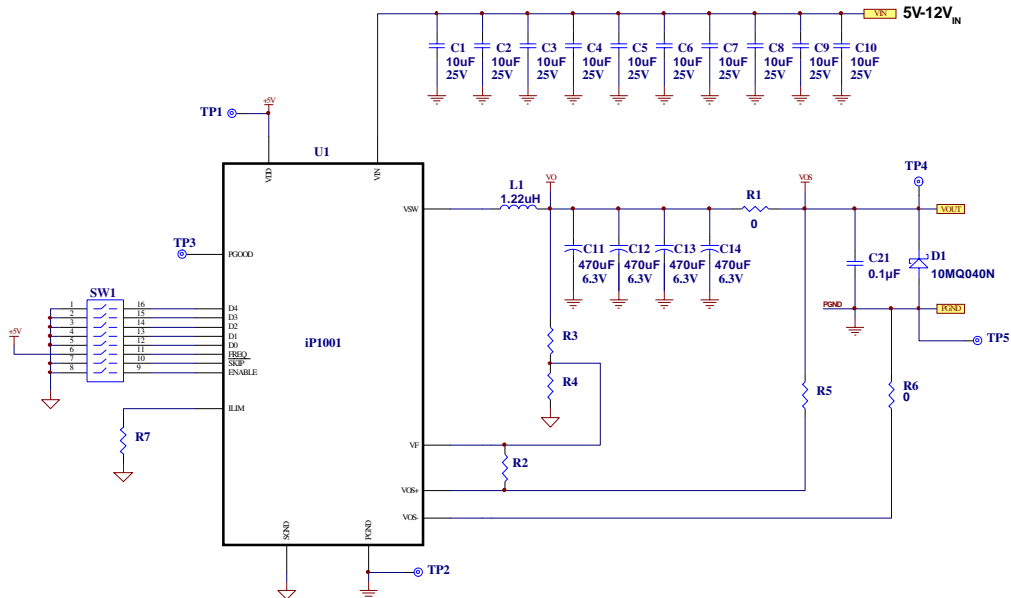 VIN 5V-12V IN
C1 C2 C3 C4 C5 C6 C7 C8 C9 C10
10uF 10uF 10uF 10uF 10uF 10uF 10uF 10uF 10uF 10uF
25V 25V 25V 25V 25V 25V 25V 25V 25V 25V
+5V
TP1
U1
VDD
VIN
TP4
L1
1.22uH
VO
R1
0
VOS
VSW
VOUT
TP3
PGOOD
C11 C12 C13 C14
470uF 470uF 470uF 470uF
6.3V 6.3V 6.3V 6.3V
C21
0.1µF
D1
10MQ040N
SW1
PGND
PGND
1 16 D4
2 15 D3
3 14 D2
4 13 D1
5 12 D0
+5V
6 11 FREQ
7 10 SKIP
8 9 ENABLE
iP1001
R3
TP5
R4
R5
R6
0
ILIM
R7
VF
R2
VOS+
VOS-
SGND
PGND
TP2